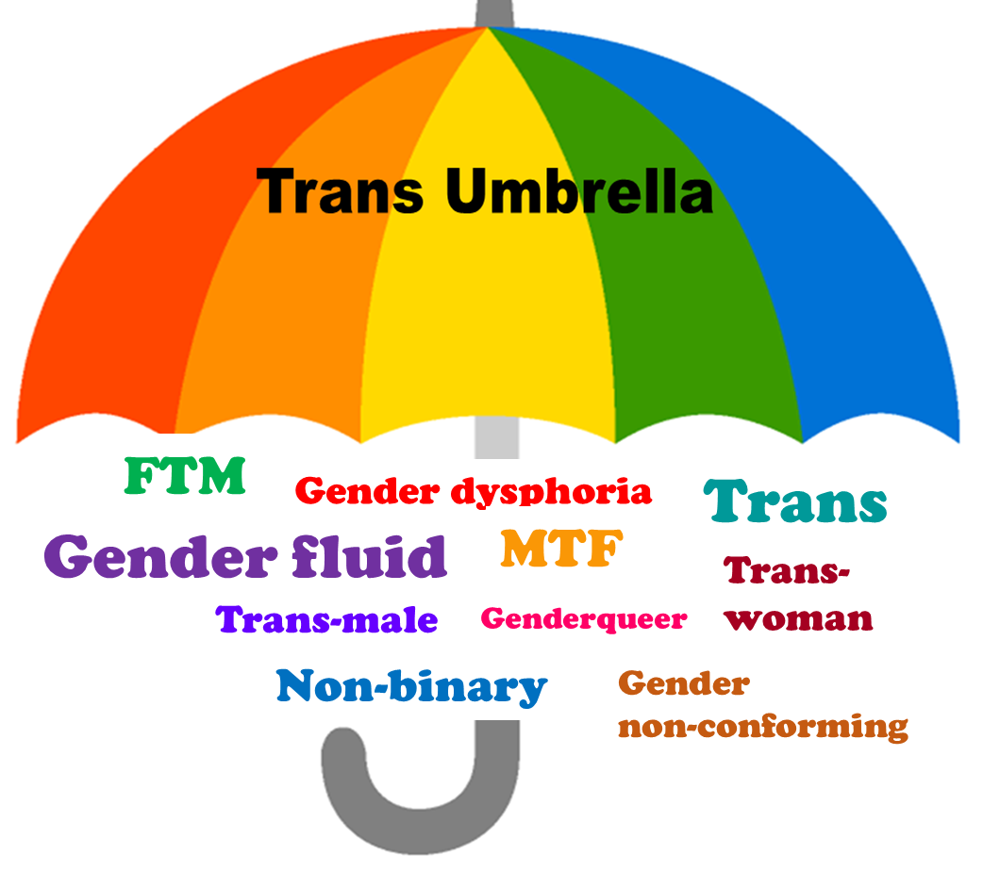 Trans Umbrella
FTM
Gender dysphoria
Trans
Gender fluid
MTF
Trans-
woman
Trans-male
Genderqueer
Non-binary
Gender
non-conforming